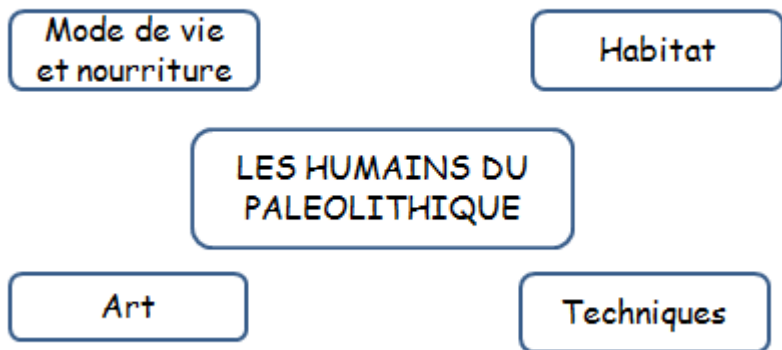 Mode de vie
et nourriture
Habitat
LES HUMAINS DU
PALEOLITHIQUE
Art
Techniques